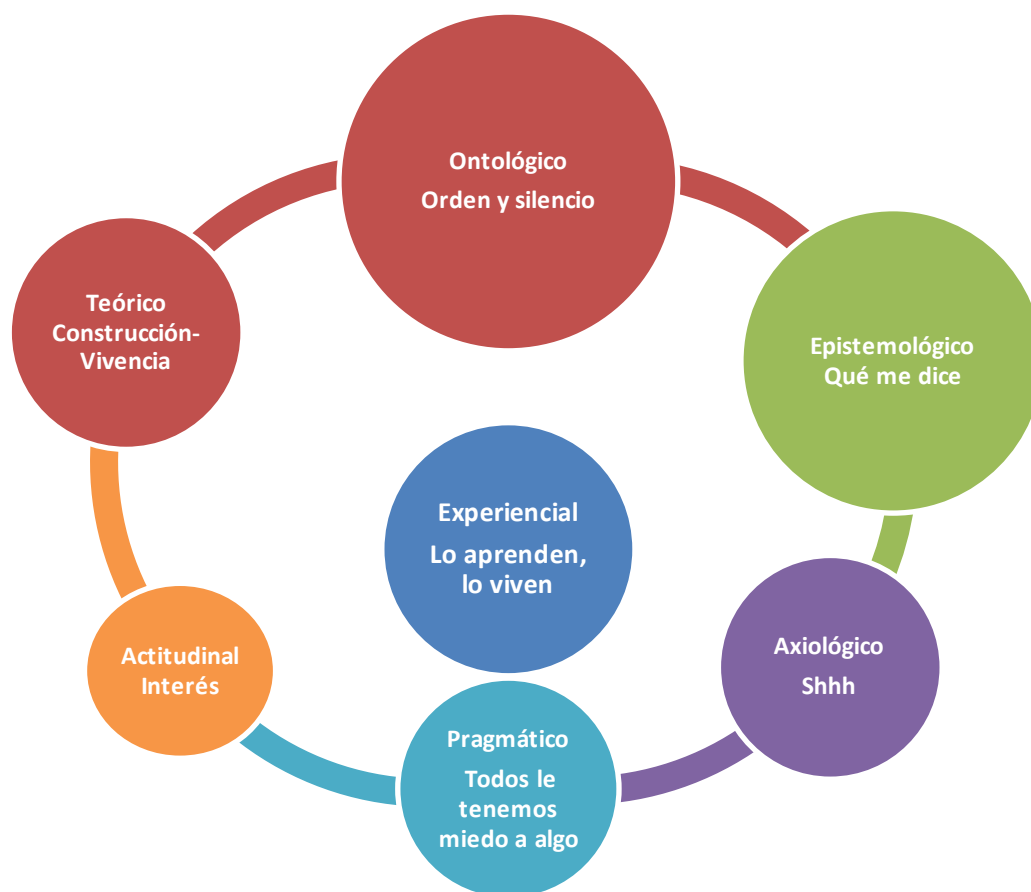 Ontológico
Orden y silencio
Teórico
Construcción-
Vivencia
Epistemológico
Qué me dice
Experiencial
Lo aprenden,
lo viven
Actitudinal
Interés
Axiológico
Shhh
Pragmático
Todos le
tenemos
miedo a algo